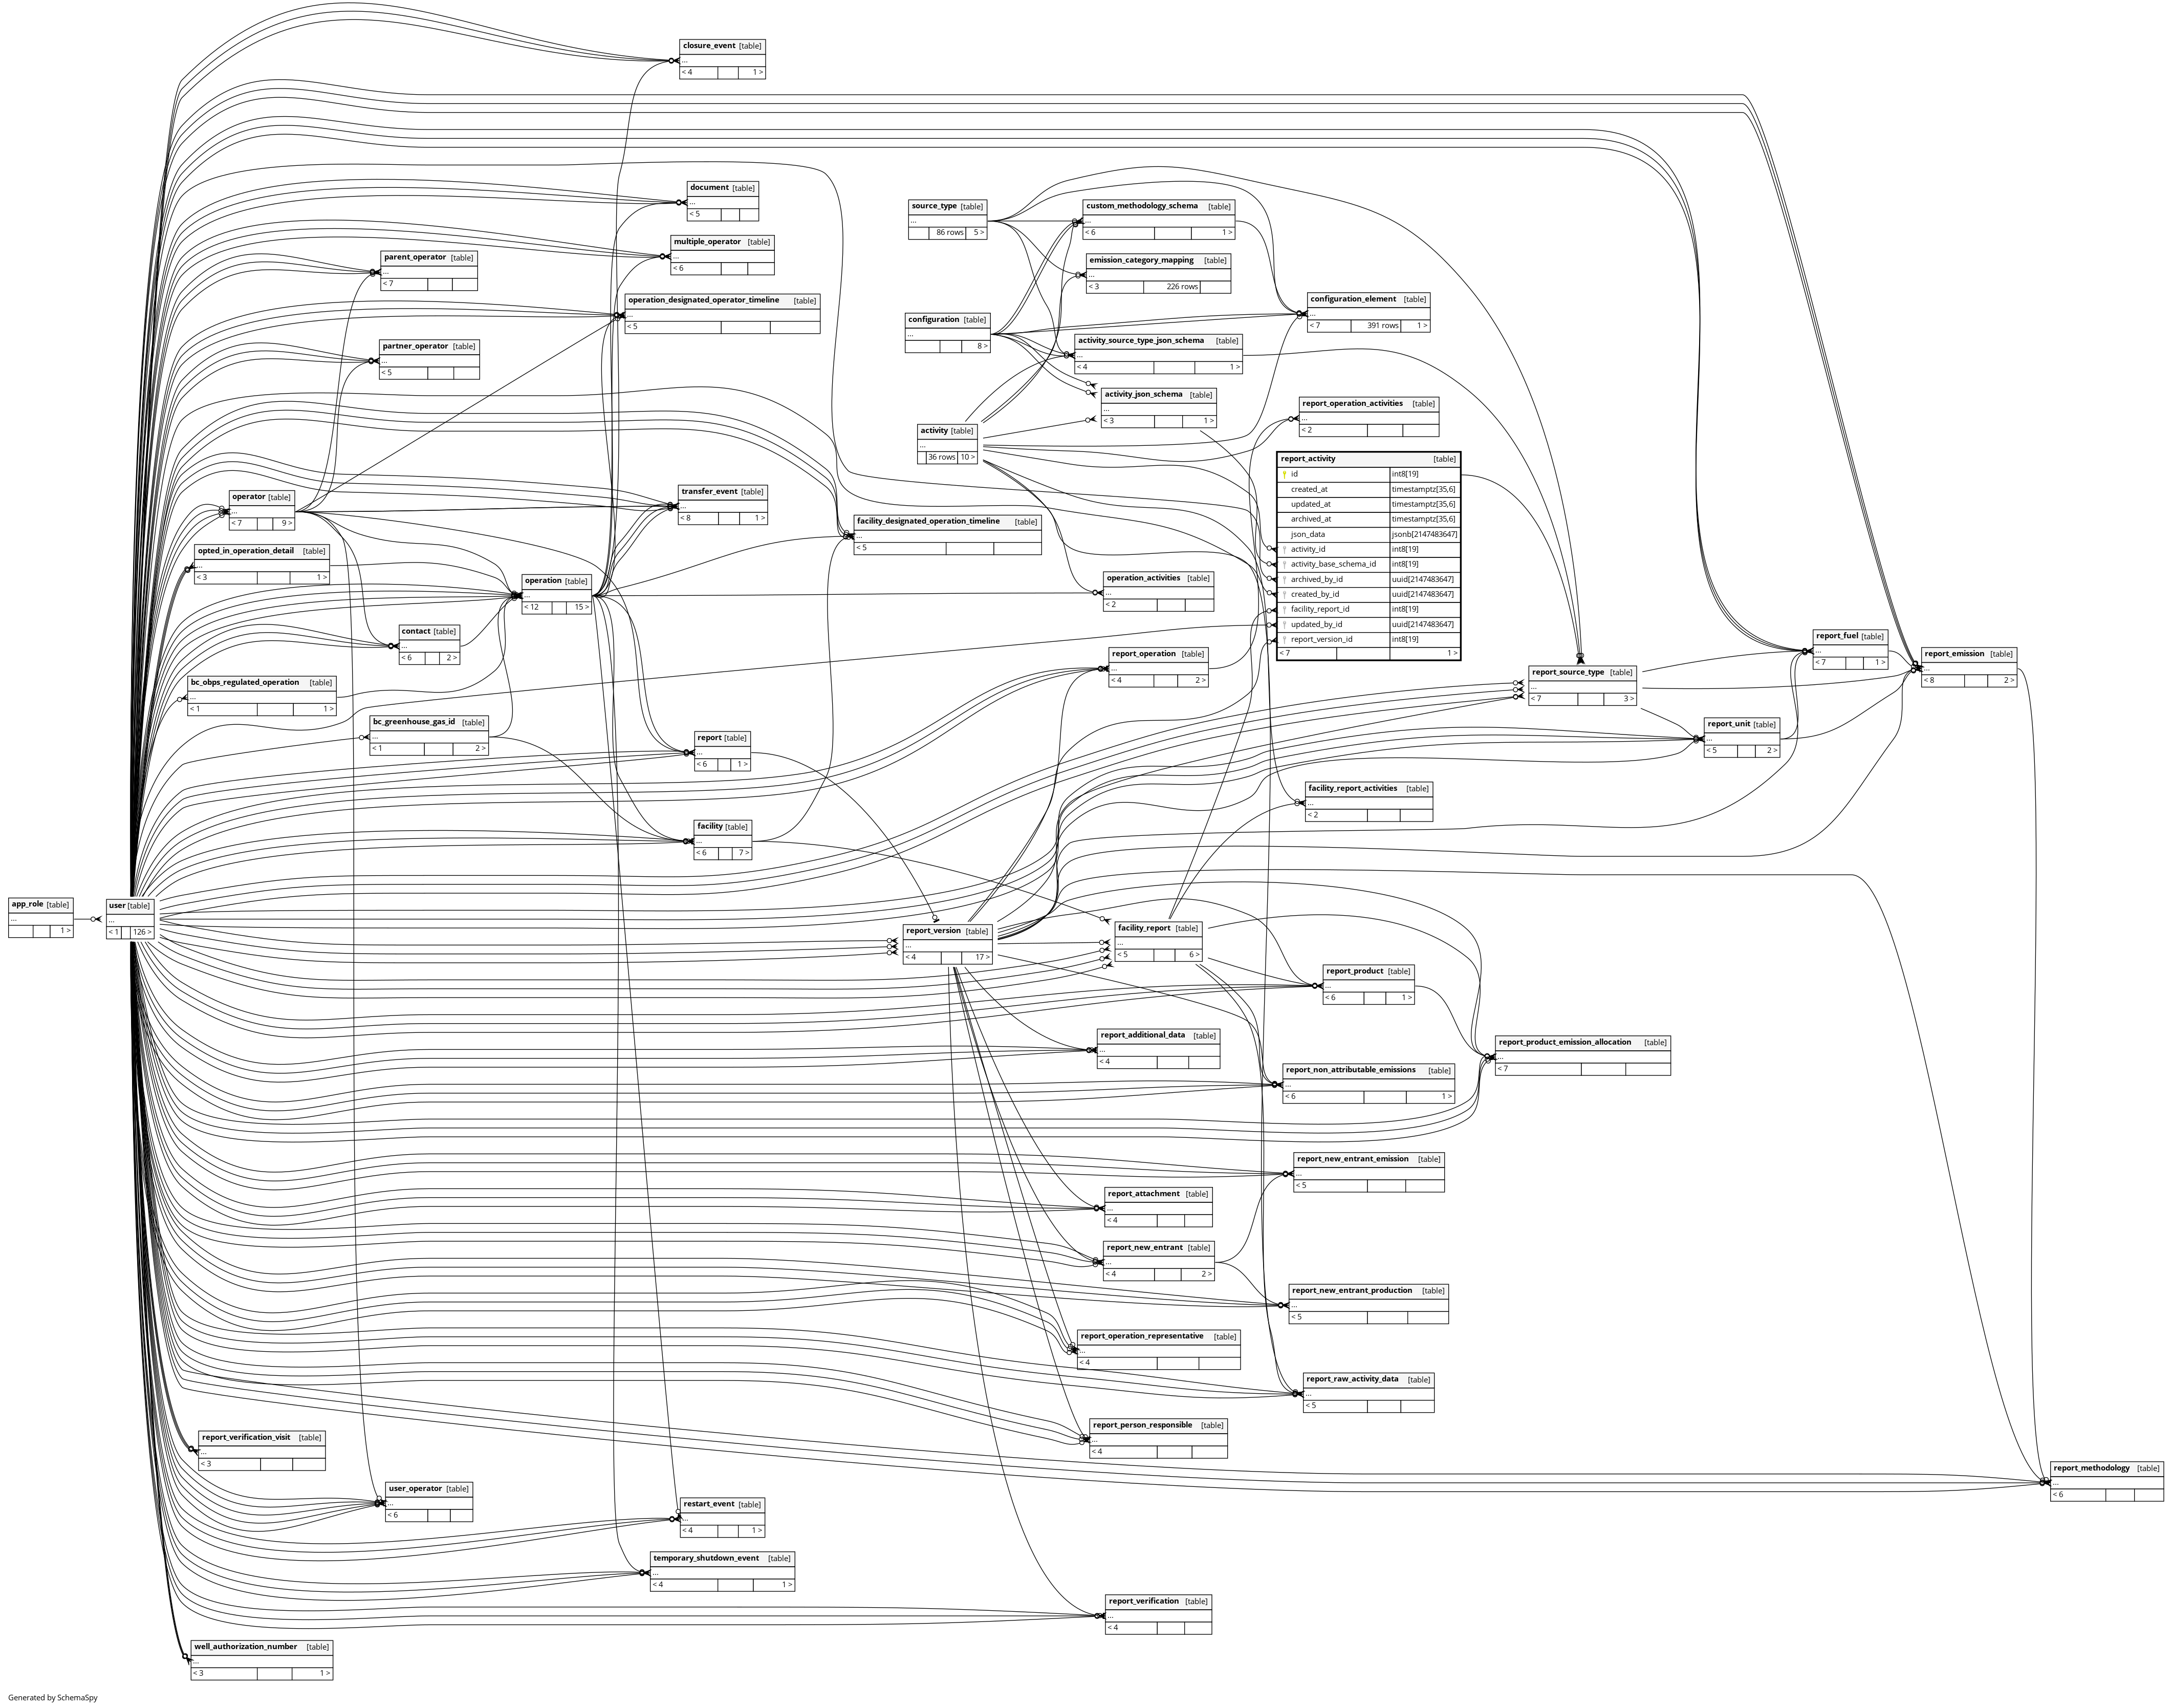 closure_event [table]
...
< 4 1 >
document [table]
...
< 5
source_type [table]
...
86 rows 5 >
custom_methodology_schema [table]
...
< 6 1 >
multiple_operator [table]
...
< 6
parent_operator [table]
...
< 7
emission_category_mapping [table]
...
< 3 226 rows
operation_designated_operator_timeline [table]
...
< 5
configuration_element [table]
...
< 7 391 rows 1 >
configuration [table]
...
8 >
partner_operator [table]
...
< 5
activity_source_type_json_schema [table]
...
< 4 1 >
activity_json_schema [table]
...
< 3 1 >
report_operation_activities [table]
...
< 2
activity [table]
...
36 rows 10 >
report_activity [table]
id int8[19]
created_at timestamptz[35,6]
updated_at timestamptz[35,6]
archived_at timestamptz[35,6]
json_data jsonb[2147483647]
activity_id int8[19]
activity_base_schema_id int8[19]
archived_by_id uuid[2147483647]
created_by_id uuid[2147483647]
facility_report_id int8[19]
updated_by_id uuid[2147483647]
report_version_id int8[19]
< 7 1 >
operator [table]
...
< 7 9 >
transfer_event [table]
...
< 8 1 >
facility_designated_operation_timeline [table]
...
< 5
opted_in_operation_detail [table]
...
< 3 1 >
operation [table]
...
< 12 15 >
operation_activities [table]
...
< 2
contact [table]
...
< 6 2 >
report_fuel [table]
...
< 7 1 >
report_operation [table]
...
< 4 2 >
report_emission [table]
...
< 8 2 >
report_source_type [table]
...
< 7 3 >
bc_obps_regulated_operation [table]
...
< 1 1 >
bc_greenhouse_gas_id [table]
...
< 1 2 >
report_unit [table]
...
< 5 2 >
report [table]
...
< 6 1 >
facility_report_activities [table]
...
< 2
facility [table]
...
< 6 7 >
app_role [table]
...
1 >
user [table]
...
< 1 126 >
report_version [table]
...
< 4 17 >
facility_report [table]
...
< 5 6 >
report_product [table]
...
< 6 1 >
report_additional_data [table]
...
< 4
report_product_emission_allocation [table]
...
< 7
report_non_attributable_emissions [table]
...
< 6 1 >
report_new_entrant_emission [table]
...
< 5
report_attachment [table]
...
< 4
report_new_entrant [table]
...
< 4 2 >
report_new_entrant_production [table]
...
< 5
report_operation_representative [table]
...
< 4
report_raw_activity_data [table]
...
< 5
report_person_responsible [table]
...
< 4
report_verification_visit [table]
...
< 3
report_methodology [table]
...
< 6
user_operator [table]
...
< 6
restart_event [table]
...
< 4 1 >
temporary_shutdown_event [table]
...
< 4 1 >
report_verification [table]
...
< 4
well_authorization_number [table]
...
< 3 1 >
Generated by SchemaSpy